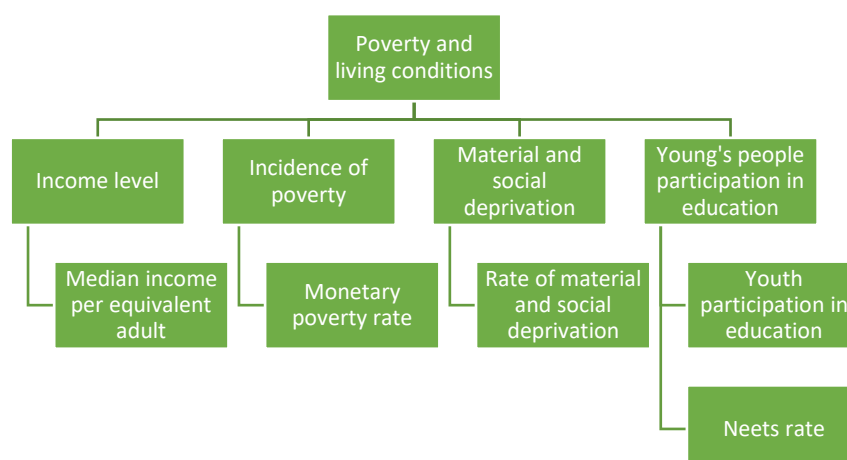 Poverty and
living conditions
Income level
Incidence of
poverty
Material and
social
deprivation
Young's people
participation in
education
Median income
per equivalent
adult
Monetary
poverty rate
Rate of material
and social
deprivation
Youth
participation in
education
Neets rate